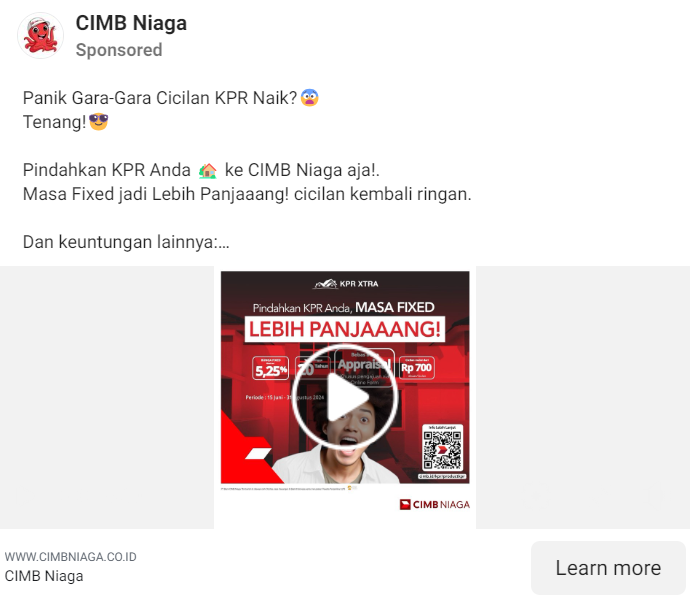 CIMB Niaga
Sponsored
Panik Gara-Gara Cicilan KPR Naik?😨
Tenang!😎
Pindahkan KPR Anda 🏡 ke CIMB Niaga aja!.
Masa Fixed jadi Lebih Panjaaang! cicilan kembali ringan.
Dan keuntungan lainnya:...
KPR XTRA
Pindahkan KPR Anda, MASA FIXED
LEBIH PANJAAANG!
5,25%
20 Tahun
Appraisal
Rp 700
Online Form
Periode : 15 Juni - 31 Agustus 2024
Info Lebih Lanjut
CIMB NIAGA
WWW.CIMBNIAGA.CO.ID
CIMB Niaga
Learn more